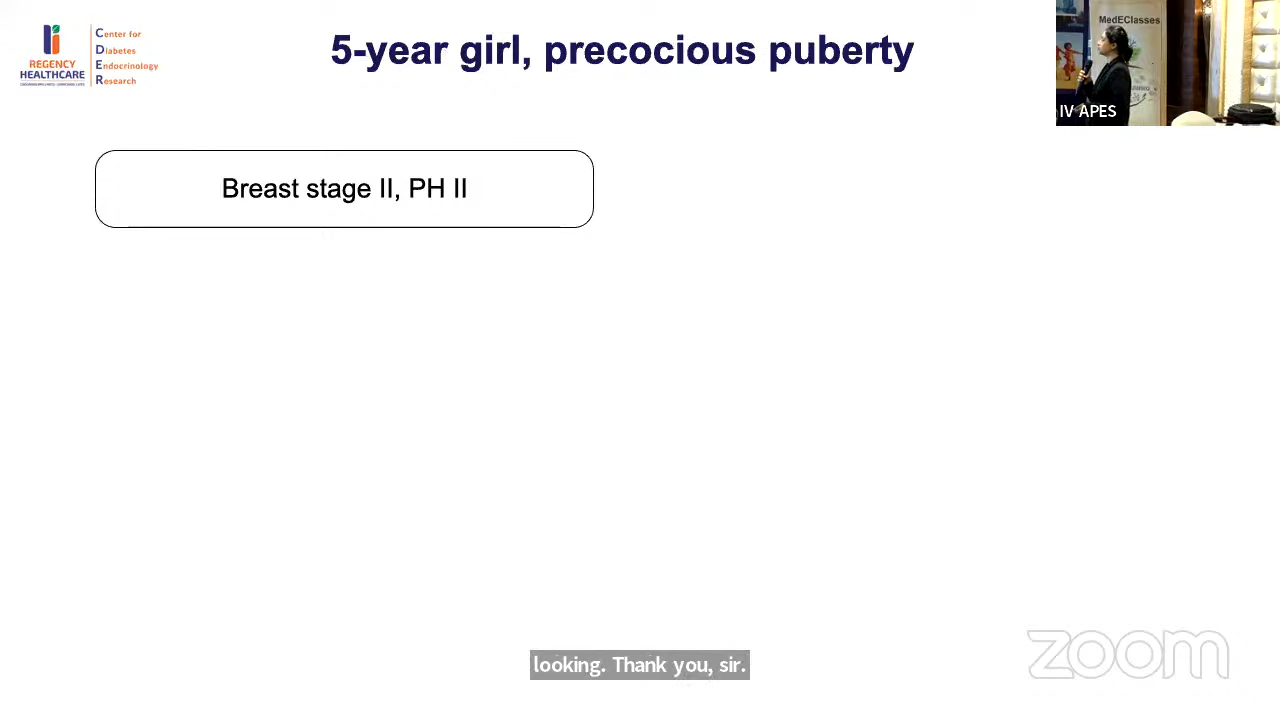 REGENCY
HEALTHCARE
Center for
Diabetes
Endocrinology
Research
5-year girl, precocious puberty
MedEClasses
IV APES
Breast stage II, PH II
looking. Thank you, sir.
zoom